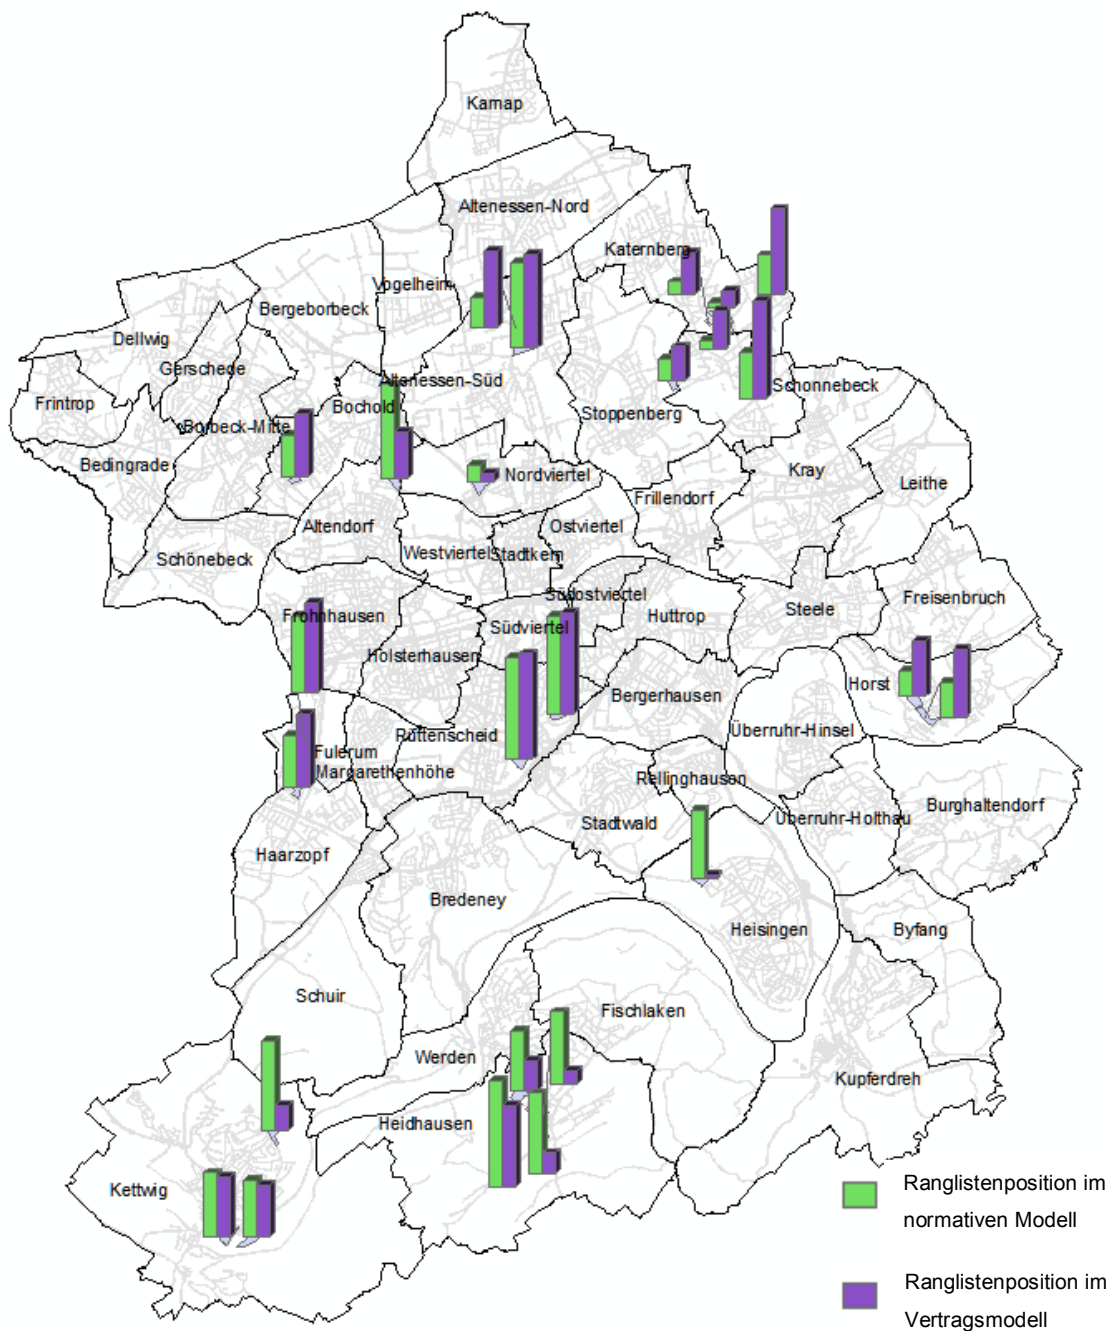 Karnap
Altenessen-Nord
Katernberg
Vogelheim
Bergeborbeck
Dellwig
Gerschede
Altenessen-Süd
Schonnebeck
Frintrop
Bochold
Stoppenberg
Borbeck-Mitte
Bedingrade
Kray
Nordviertel
Leithe
Frillendorf
Altendorf
Ostviertel
Westviertel
Stadtkern
Schönebeck
Südostviertel
Freisenbruch
Steele
Frohnhausen
Huttrop
Südviertel
Holsterhausen
Horst
Bergerhausen
Überruhr-Hinsel
Rüttenscheid
Fulerum
Margarethenhöhe
Rellinghausen
Burghaltendorf
Stadtwald
Überruhr-Holthau
Haarzopf
Bredeney
Heisingen
Byfang
Schuir
Fischlaken
Werden
Kupferdreh
Heidhausen
Kettwig
Ranglistenposition im
normativen Modell
Ranglistenposition im
Vertragsmodell